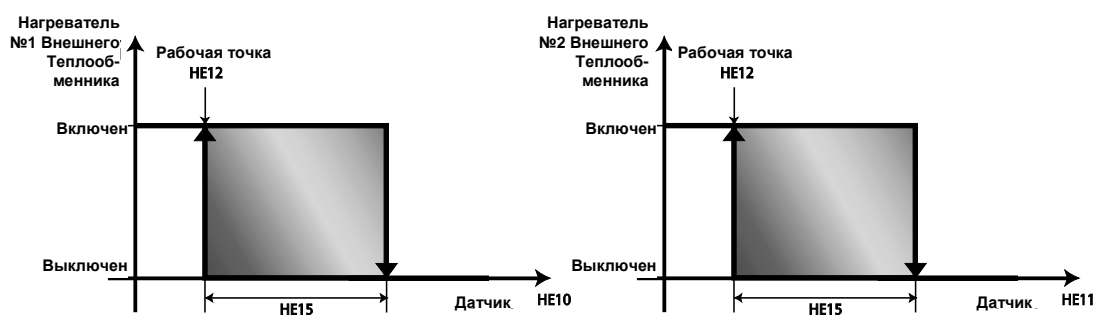 Нагреватель
№1 Внешнего
Теплооб-
менника
Рабочая точка
HE12
Включен
Выключен
HE15
Датчик
HE10
Нагреватель
№2 Внешнего
Теплооб-
менника
Рабочая точка
HE12
Включен
Выключен
HE15
Датчик
HE11